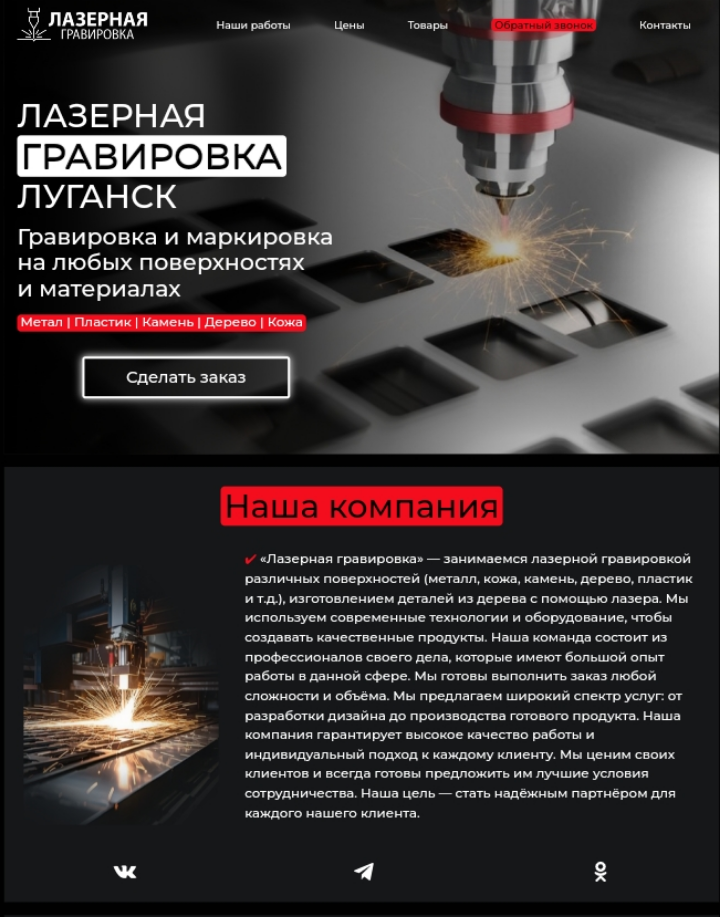 ЛАЗЕРНАЯ
ГРАВИРОВКА
Наши работы
Цены
Товары
Обратный звонок
Контакты
ЛАЗЕРНАЯ
ГРАВИРОВКА
ЛУГАНСК
Гравировка и маркировка
на любых поверхностях
и материалах
Метал | Пластик | Камень | Дерево | Кожа
Сделать заказ
Наша компания
✔ «Лазерная гравировка» — занимаемся лазерной гравировкой
различных поверхностей (металл, кожа, камень, дерево, пластик
и т.д.), изготовлением деталей из дерева с помощью лазера. Мы
используем современные технологии и оборудование, чтобы
создавать качественные продукты. Наша команда состоит из
профессионалов своего дела, которые имеют большой опыт
работы в данной сфере. Мы готовы выполнить заказ любой
сложности и объёма. Мы предлагаем широкий спектр услуг: от
разработки дизайна до производства готового продукта. Наша
компания гарантирует высокое качество работы и
индивидуальный подход к каждому клиенту. Мы ценим своих
клиентов и всегда готовы предложить им лучшие условия
сотрудничества. Наша цель — стать надёжным партнёром для
каждого нашего клиента.